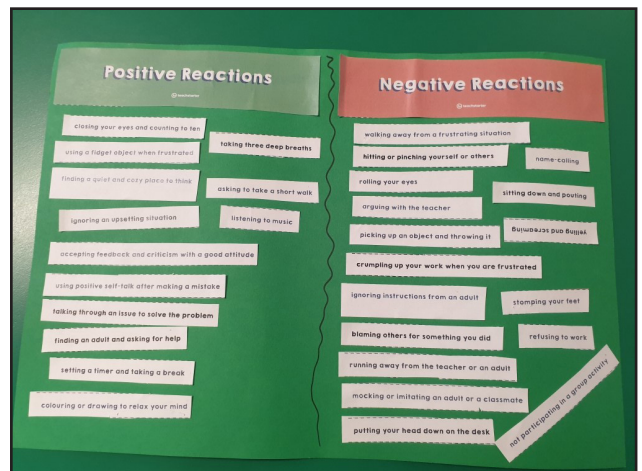 Positive Reactions
teachstarter
closing your eyes and counting to ten
taking three deep breaths
using a fidget object when frustrated
finding a quiet and cozy place to think
asking to take a short walk
ignoring an upsetting situation
listening to music
accepting feedback and criticism with a good attitude
using positive self-talk after making a mistake
talking through an issue to solve the problem
finding an adult and asking for help
setting a timer and taking a break
colouring or drawing to relax your mind
Negative Reactions
teachstarter
walking away from a frustrating situation
hitting or pinching yourself or others
name-calling
rolling your eyes
sitting down and pouting
arguing with the teacher
yelling and screaming
picking up an object and throwing it
crumpling up your work when you are frustrated
ignoring instructions from an adult
stomping your feet
blaming others for something you did
refusing to work
running away from the teacher or an adult
mocking or imitating an adult or a classmate
not participating in a group activity
putting your head down on the desk